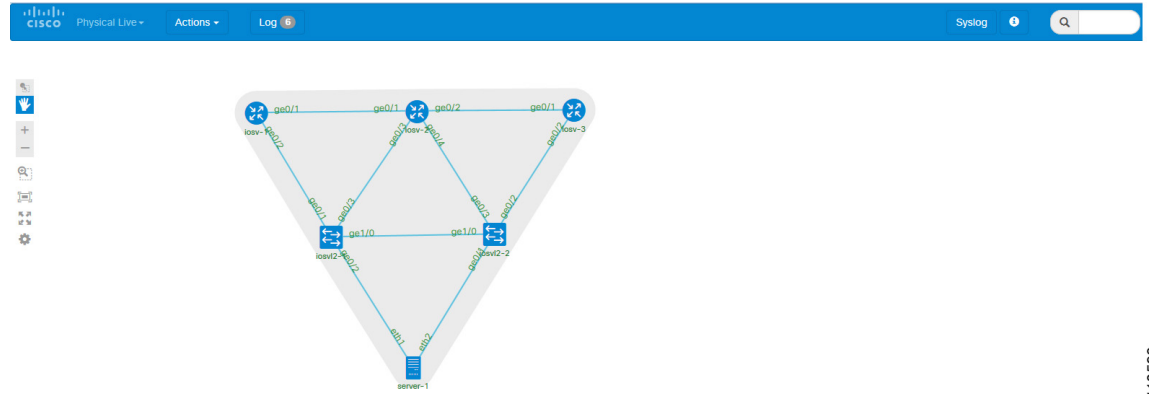 CISCO Physical Live Actions Log 6 Syslog
ge0/1 ge0/1 ge0/2 ge0/1
iosv-1 iosv-2 iosv-3
ge0/2 ge0/3 ge0/4 ge0/2
ge0/1 ge0/3 ge0/3 ge0/2
ge1/0 ge1/0
iosvl2-1 iosvl2-2
ge0/2 ge0/1
eth1 eth2
server-1